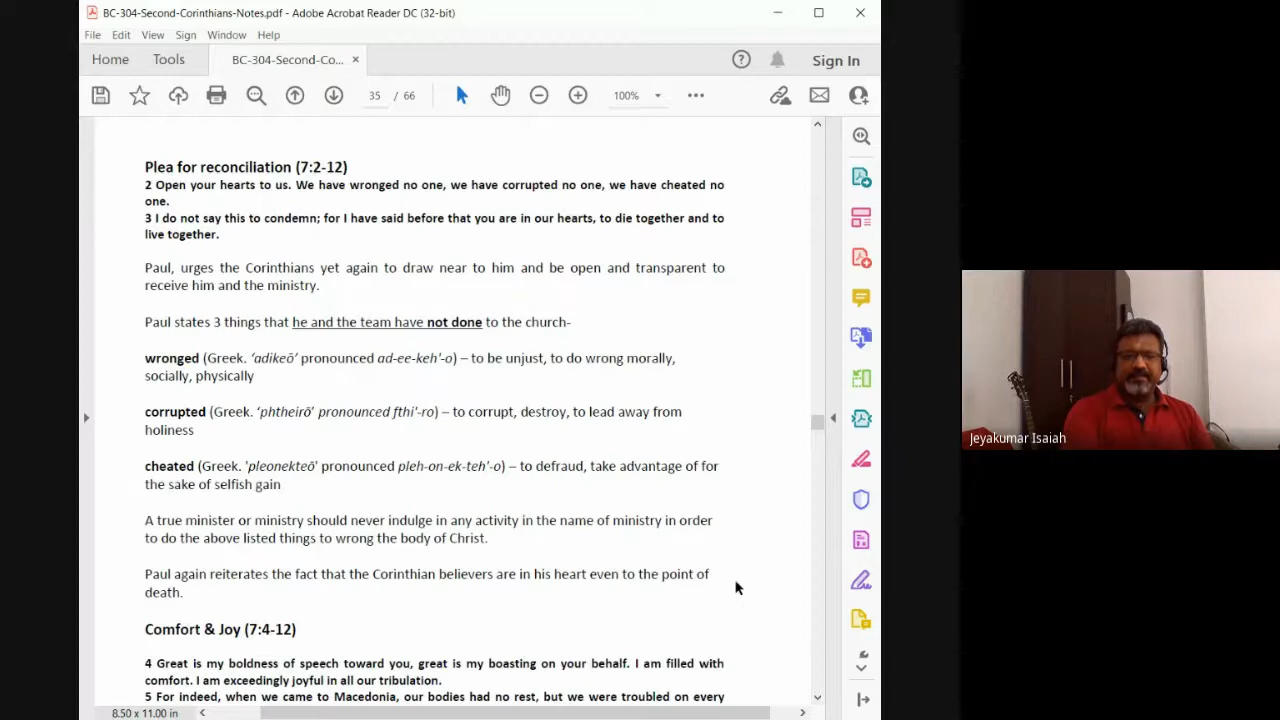 BC-304-Second-Corinthians-Notes.pdf - Adobe Acrobat Reader DC (32-bit)
File Edit View Sign Window Help
Home Tools BC-304-Second-Co... × Sign In
35 / 66 100%
Plea for reconciliation (7:2-12)
2 Open your hearts to us. We have wronged no one, we have corrupted no one, we have cheated no
one.
3 I do not say this to condemn; for I have said before that you are in our hearts, to die together and to
live together.
Paul, urges the Corinthians yet again to draw near to him and be open and transparent to
receive him and the ministry.
Paul states 3 things that he and the team have not done to the church-
wronged (Greek. ‘adikeō’ pronounced ad-ee-keh'-o) – to be unjust, to do wrong morally,
socially, physically
corrupted (Greek. ‘phtheirō’ pronounced fthi'-ro) – to corrupt, destroy, to lead away from
holiness
cheated (Greek. 'pleonekteō' pronounced pleh-on-ek-teh'-o) – to defraud, take advantage of for
the sake of selfish gain
A true minister or ministry should never indulge in any activity in the name of ministry in order
to do the above listed things to wrong the body of Christ.
Paul again reiterates the fact that the Corinthian believers are in his heart even to the point of
death.
Comfort & Joy (7:4-12)
4 Great is my boldness of speech toward you, great is my boasting on your behalf. I am filled with
comfort. I am exceedingly joyful in all our tribulation.
5 For indeed, when we came to Macedonia, our bodies had no rest, but we were troubled on every
8.50 x 11.00 in
Jeyakumar Isaiah